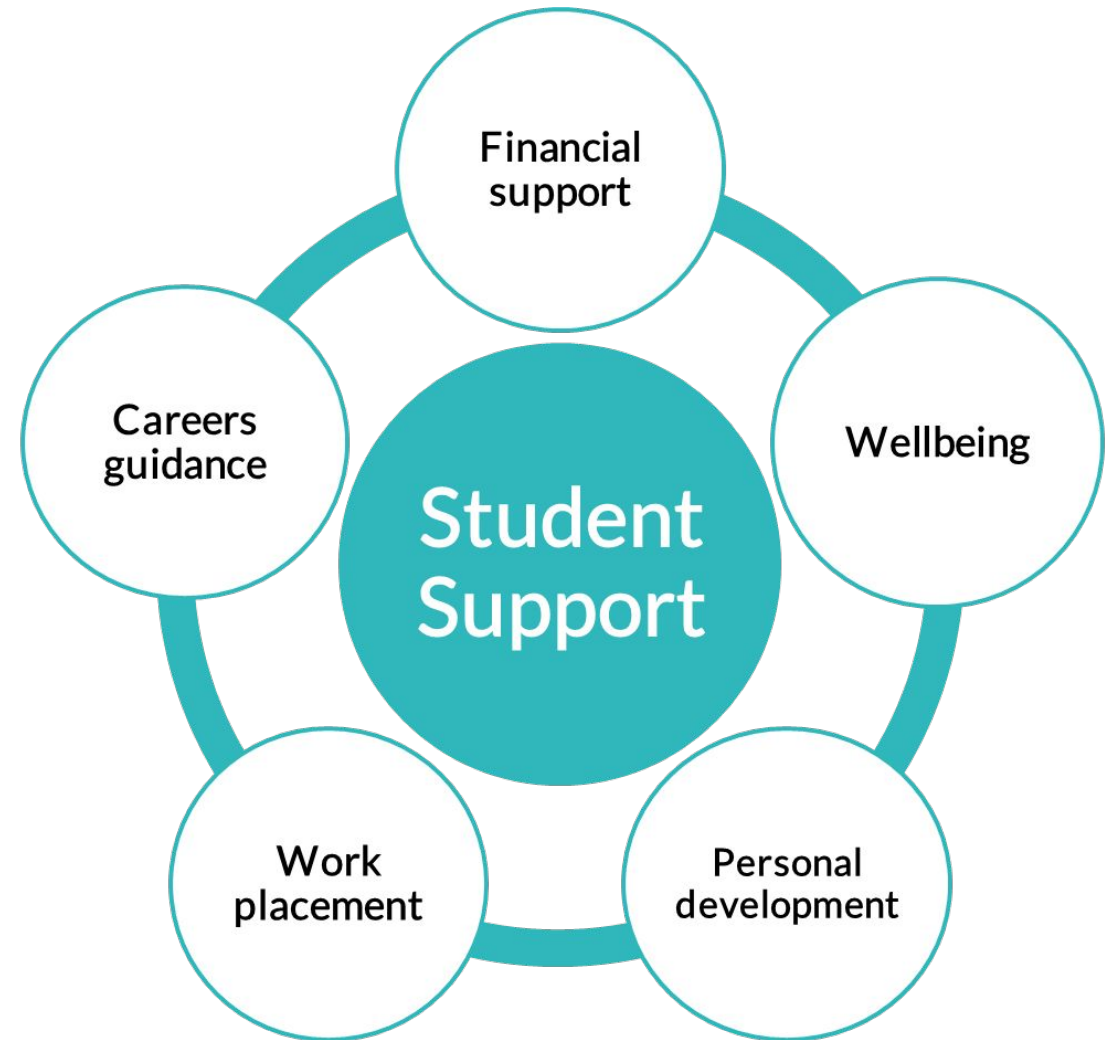 Financial
support
Careers
guidance
Wellbeing
Student
Support
Work
placement
Personal
development